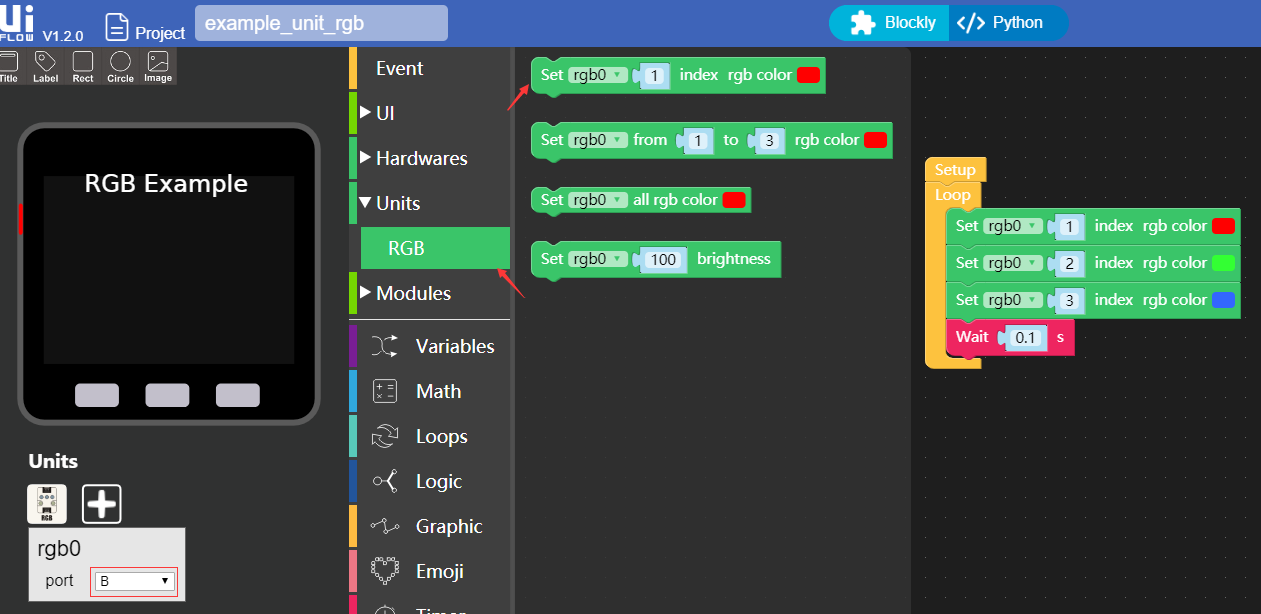 Ui
FLOW V1.2.0
Project
example_unit_rgb
Blockly
</> Python
Title
Label
Rect
Circle
Image
RGB Example
Units
RGB
rgb0
port B
Event
UI
Hardwares
Units
RGB
Modules
Variables
Math
Loops
Logic
Graphic
Emoji
Timer
Set rgb0 1 index rgb color
Set rgb0 from 1 to 3 rgb color
Set rgb0 all rgb color
Set rgb0 100 brightness
Setup
Loop
Set rgb0 1 index rgb color
Set rgb0 2 index rgb color
Set rgb0 3 index rgb color
Wait 0.1 s